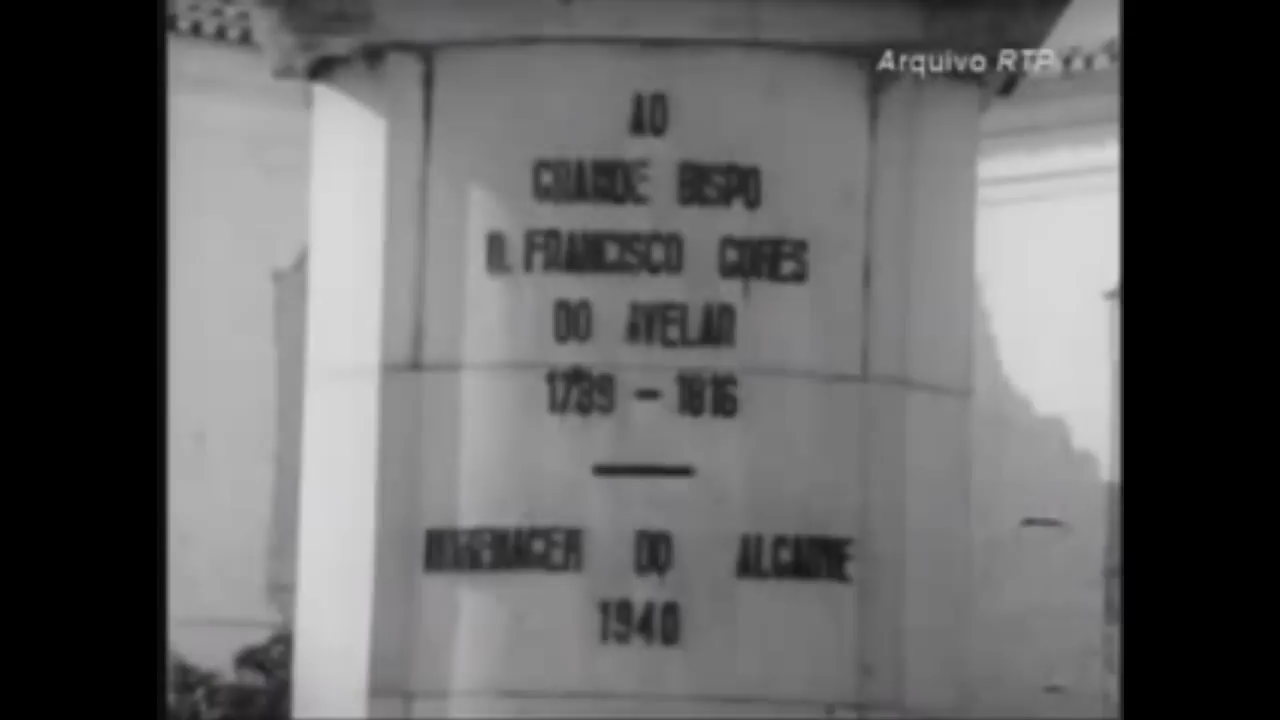 Arquivo RTP
AO
GRANDE BISPO
D. FRANCISCO GOMES
DO AVELAR
1739 - 1816
HOMENAGEM DO ALGARVE
1940